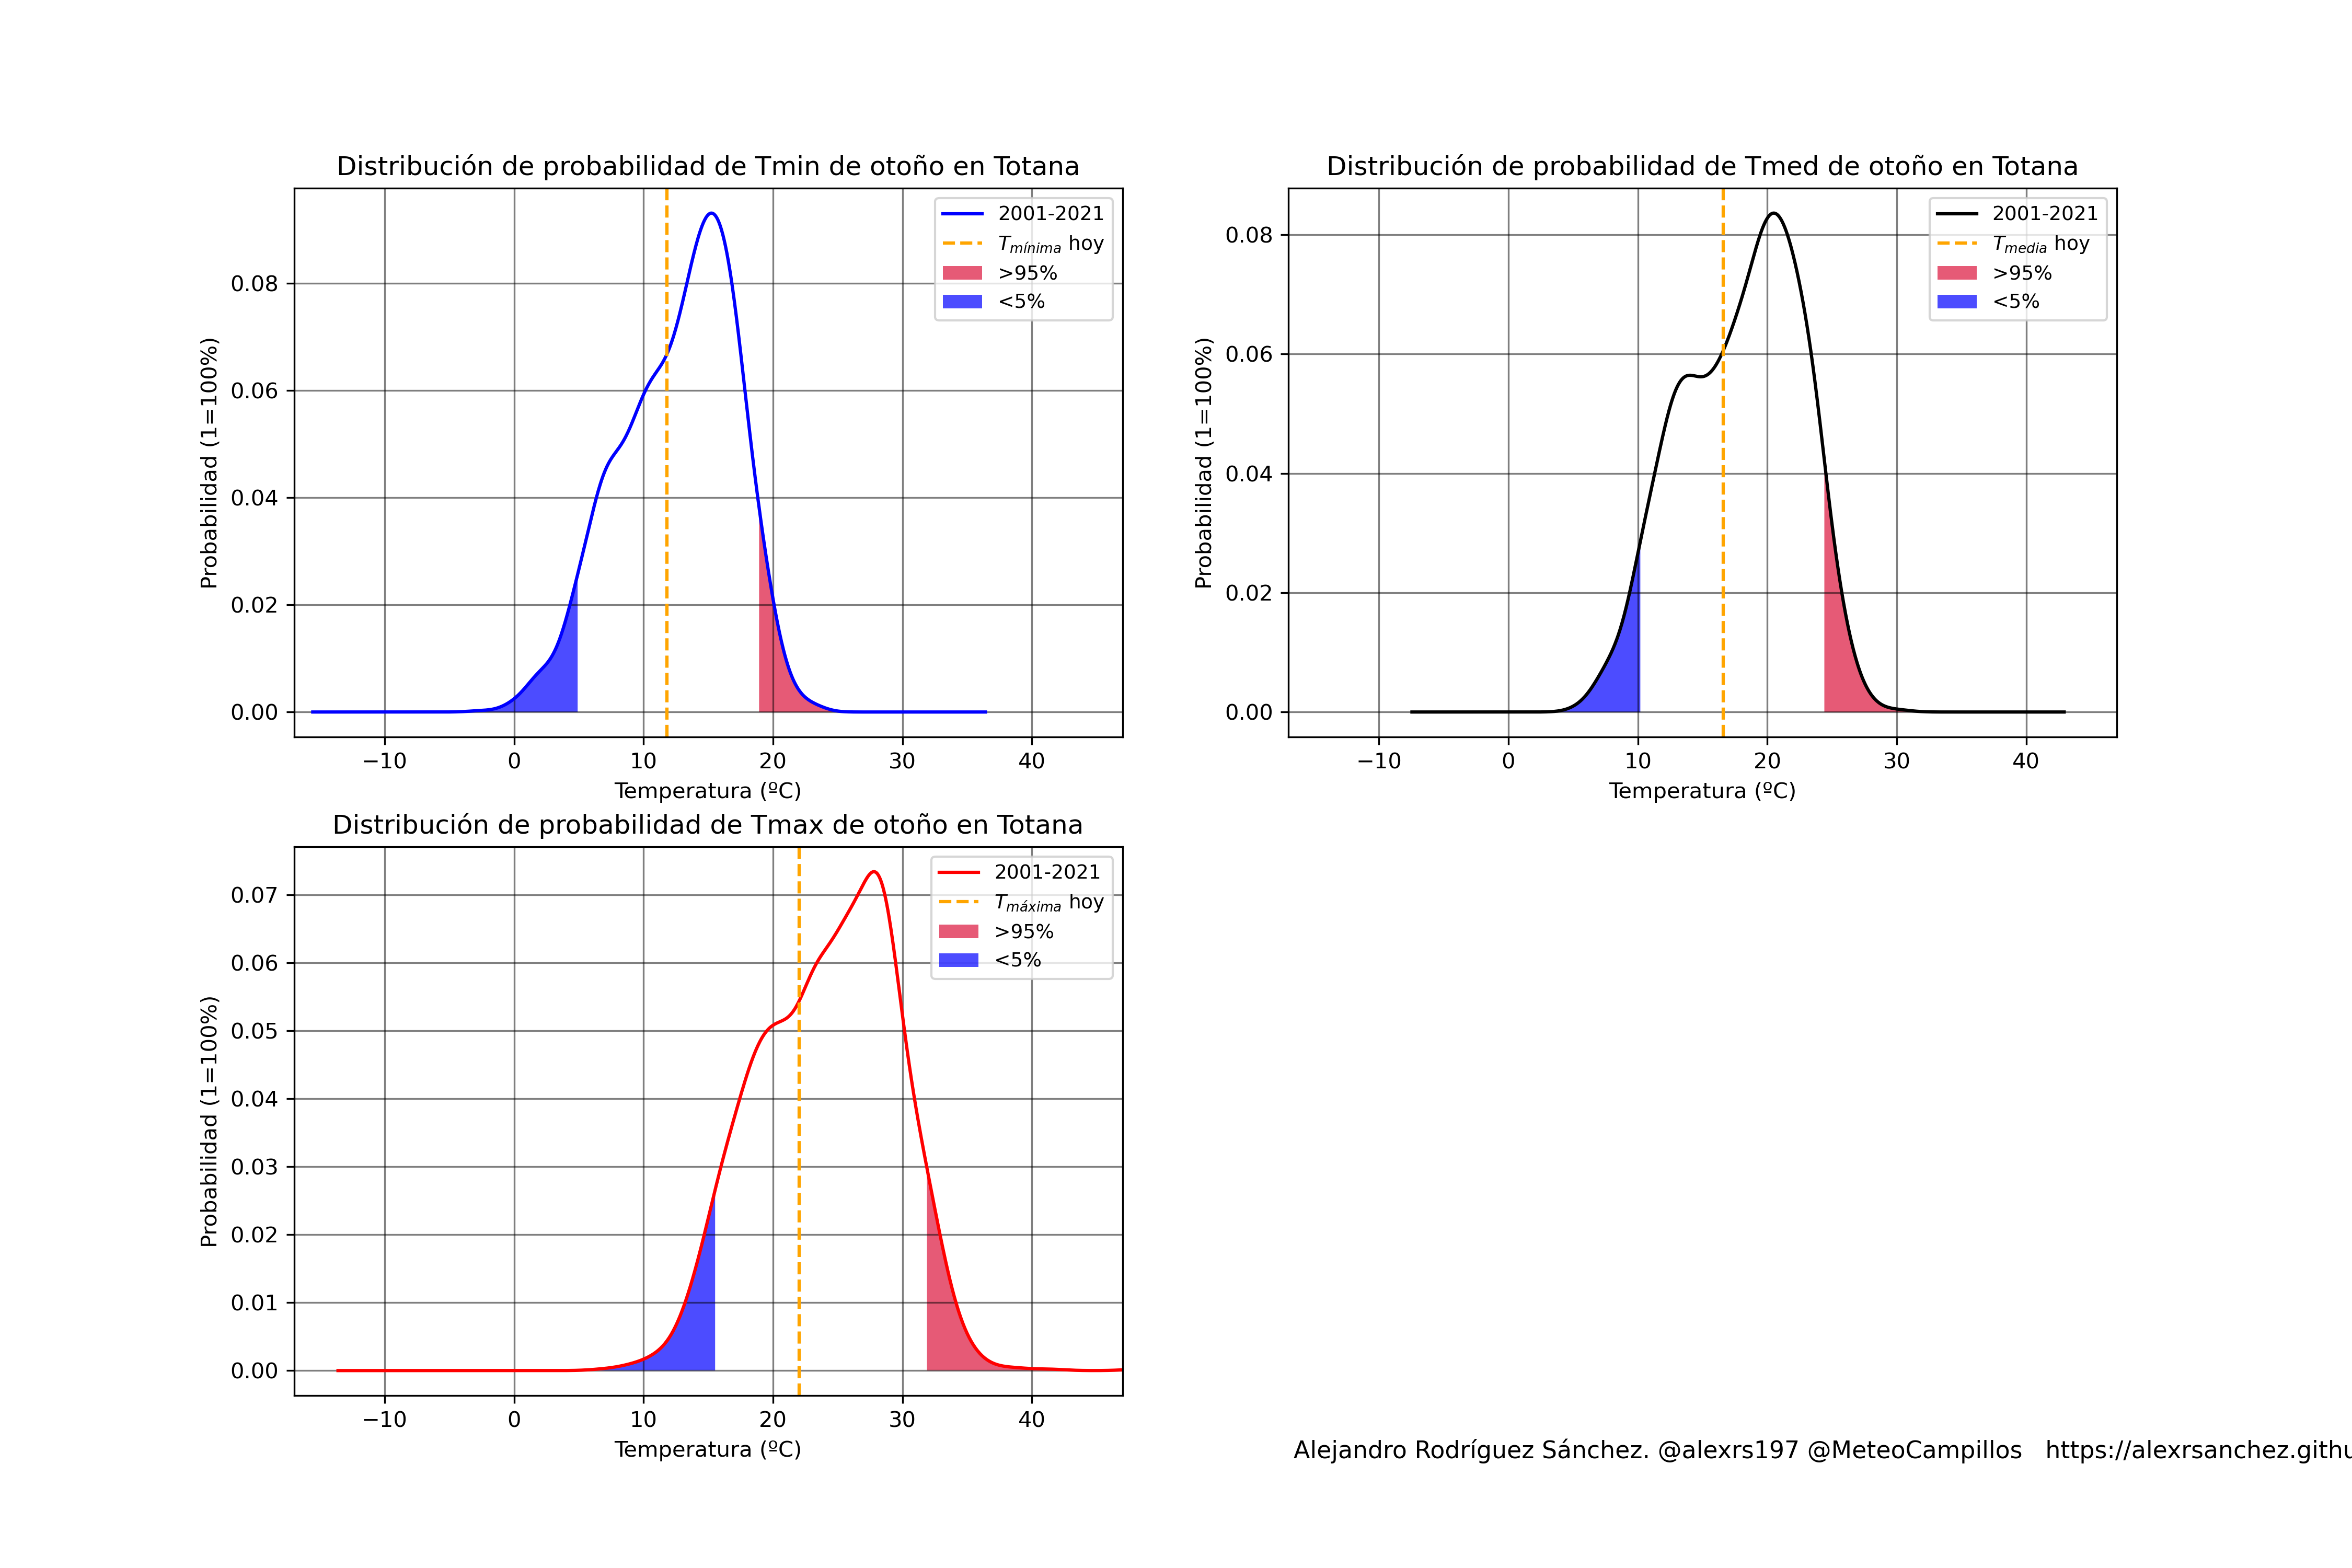 Distribución de probabilidad de Tmin de otoño en Totana
Probabilidad (1=100%)
0.08
0.06
0.04
0.02
0.00
−10 0 10 20 30 40
Temperatura (ºC)
2001-2021
Tmínima hoy
>95%
<5%
Distribución de probabilidad de Tmed de otoño en Totana
Probabilidad (1=100%)
0.08
0.06
0.04
0.02
0.00
−10 0 10 20 30 40
Temperatura (ºC)
2001-2021
Tmedia hoy
>95%
<5%
Distribución de probabilidad de Tmax de otoño en Totana
Probabilidad (1=100%)
0.07
0.06
0.05
0.04
0.03
0.02
0.01
0.00
−10 0 10 20 30 40
Temperatura (ºC)
2001-2021
Tmáxima hoy
>95%
<5%
Alejandro Rodríguez Sánchez. @alexrs197 @MeteoCampillos https://alexrsanchez.githu